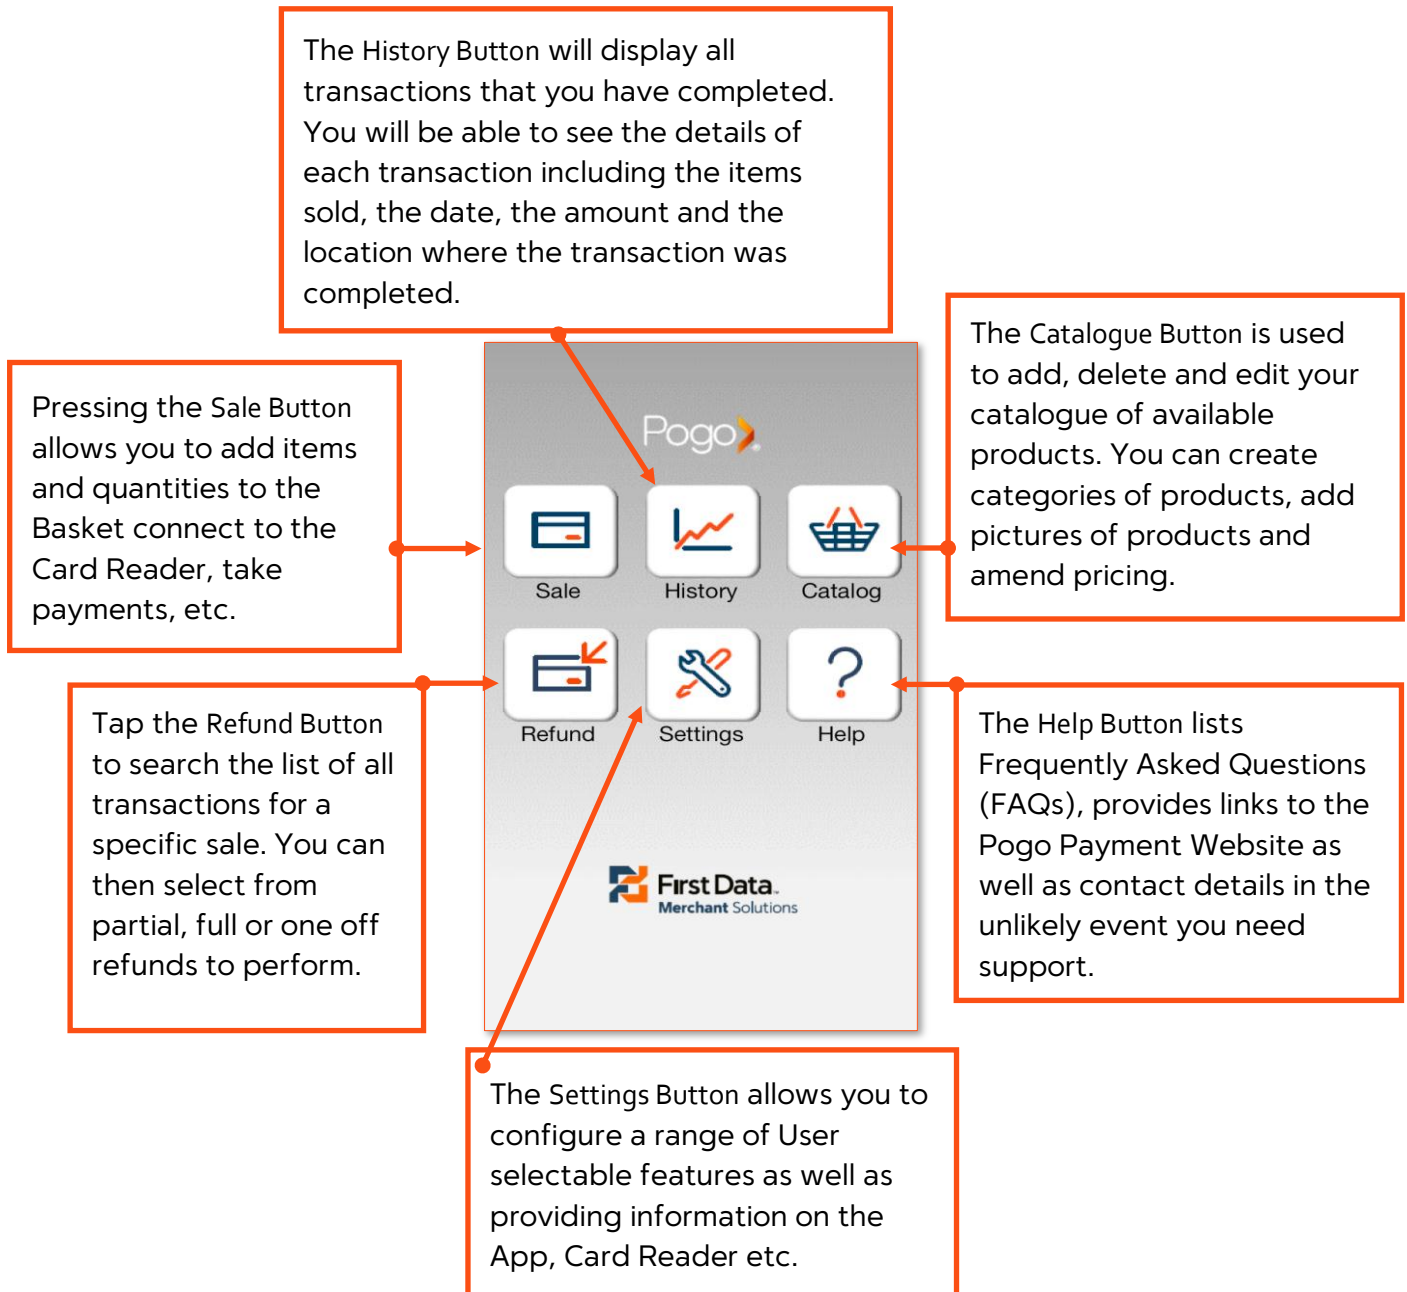 The History Button will display all
transactions that you have completed.
You will be able to see the details of
each transaction including the items
sold, the date, the amount and the
location where the transaction was
completed.
The Catalogue Button is used
to add, delete and edit your
catalogue of available
products. You can create
categories of products, add
pictures of products and
amend pricing.
Pressing the Sale Button
allows you to add items
and quantities to the
Basket connect to the
Card Reader, take
payments, etc.
Pogo
Sale
History
Catalog
Refund
Settings
Help
First Data™
Merchant Solutions
Tap the Refund Button
to search the list of all
transactions for a
specific sale. You can
then select from
partial, full or one off
refunds to perform.
The Help Button lists
Frequently Asked Questions
(FAQs), provides links to the
Pogo Payment Website as
well as contact details in the
unlikely event you need
support.
The Settings Button allows you to
configure a range of User
selectable features as well as
providing information on the
App, Card Reader etc.